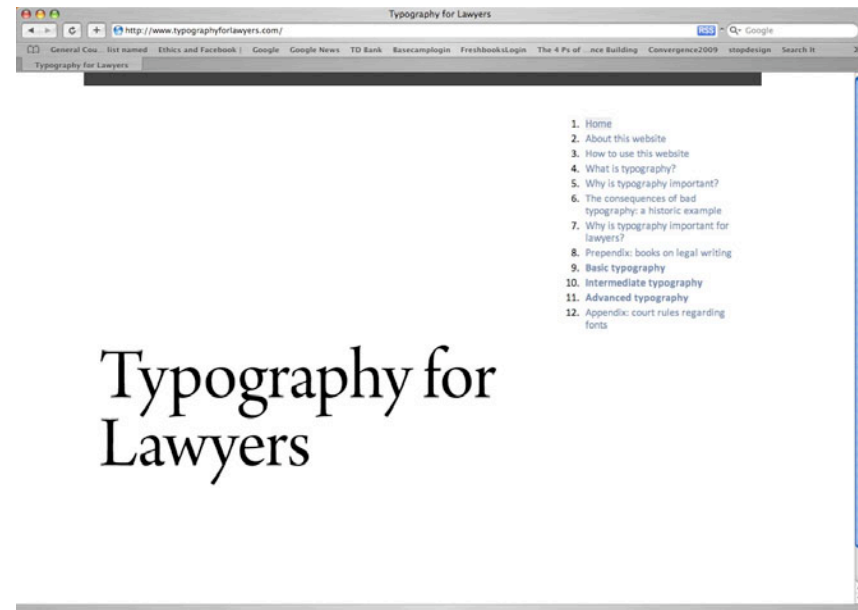 Typography for Lawyers
http://www.typographyforlawyers.com/
RSS
Google
General Cou... list named Ethics and Facebook | Google Google News TD Bank Basecamplogin FreshbooksLogin The 4 Ps of ...nce Building Convergence2009 stopdesign Search It
Typography for Lawyers
1. Home
2. About this website
3. How to use this website
4. What is typography?
5. Why is typography important?
6. The consequences of bad
typography: a historic example
7. Why is typography important for
lawyers?
8. Prependix: books on legal writing
9. Basic typography
10. Intermediate typography
11. Advanced typography
12. Appendix: court rules regarding
fonts
Typography for
Lawyers